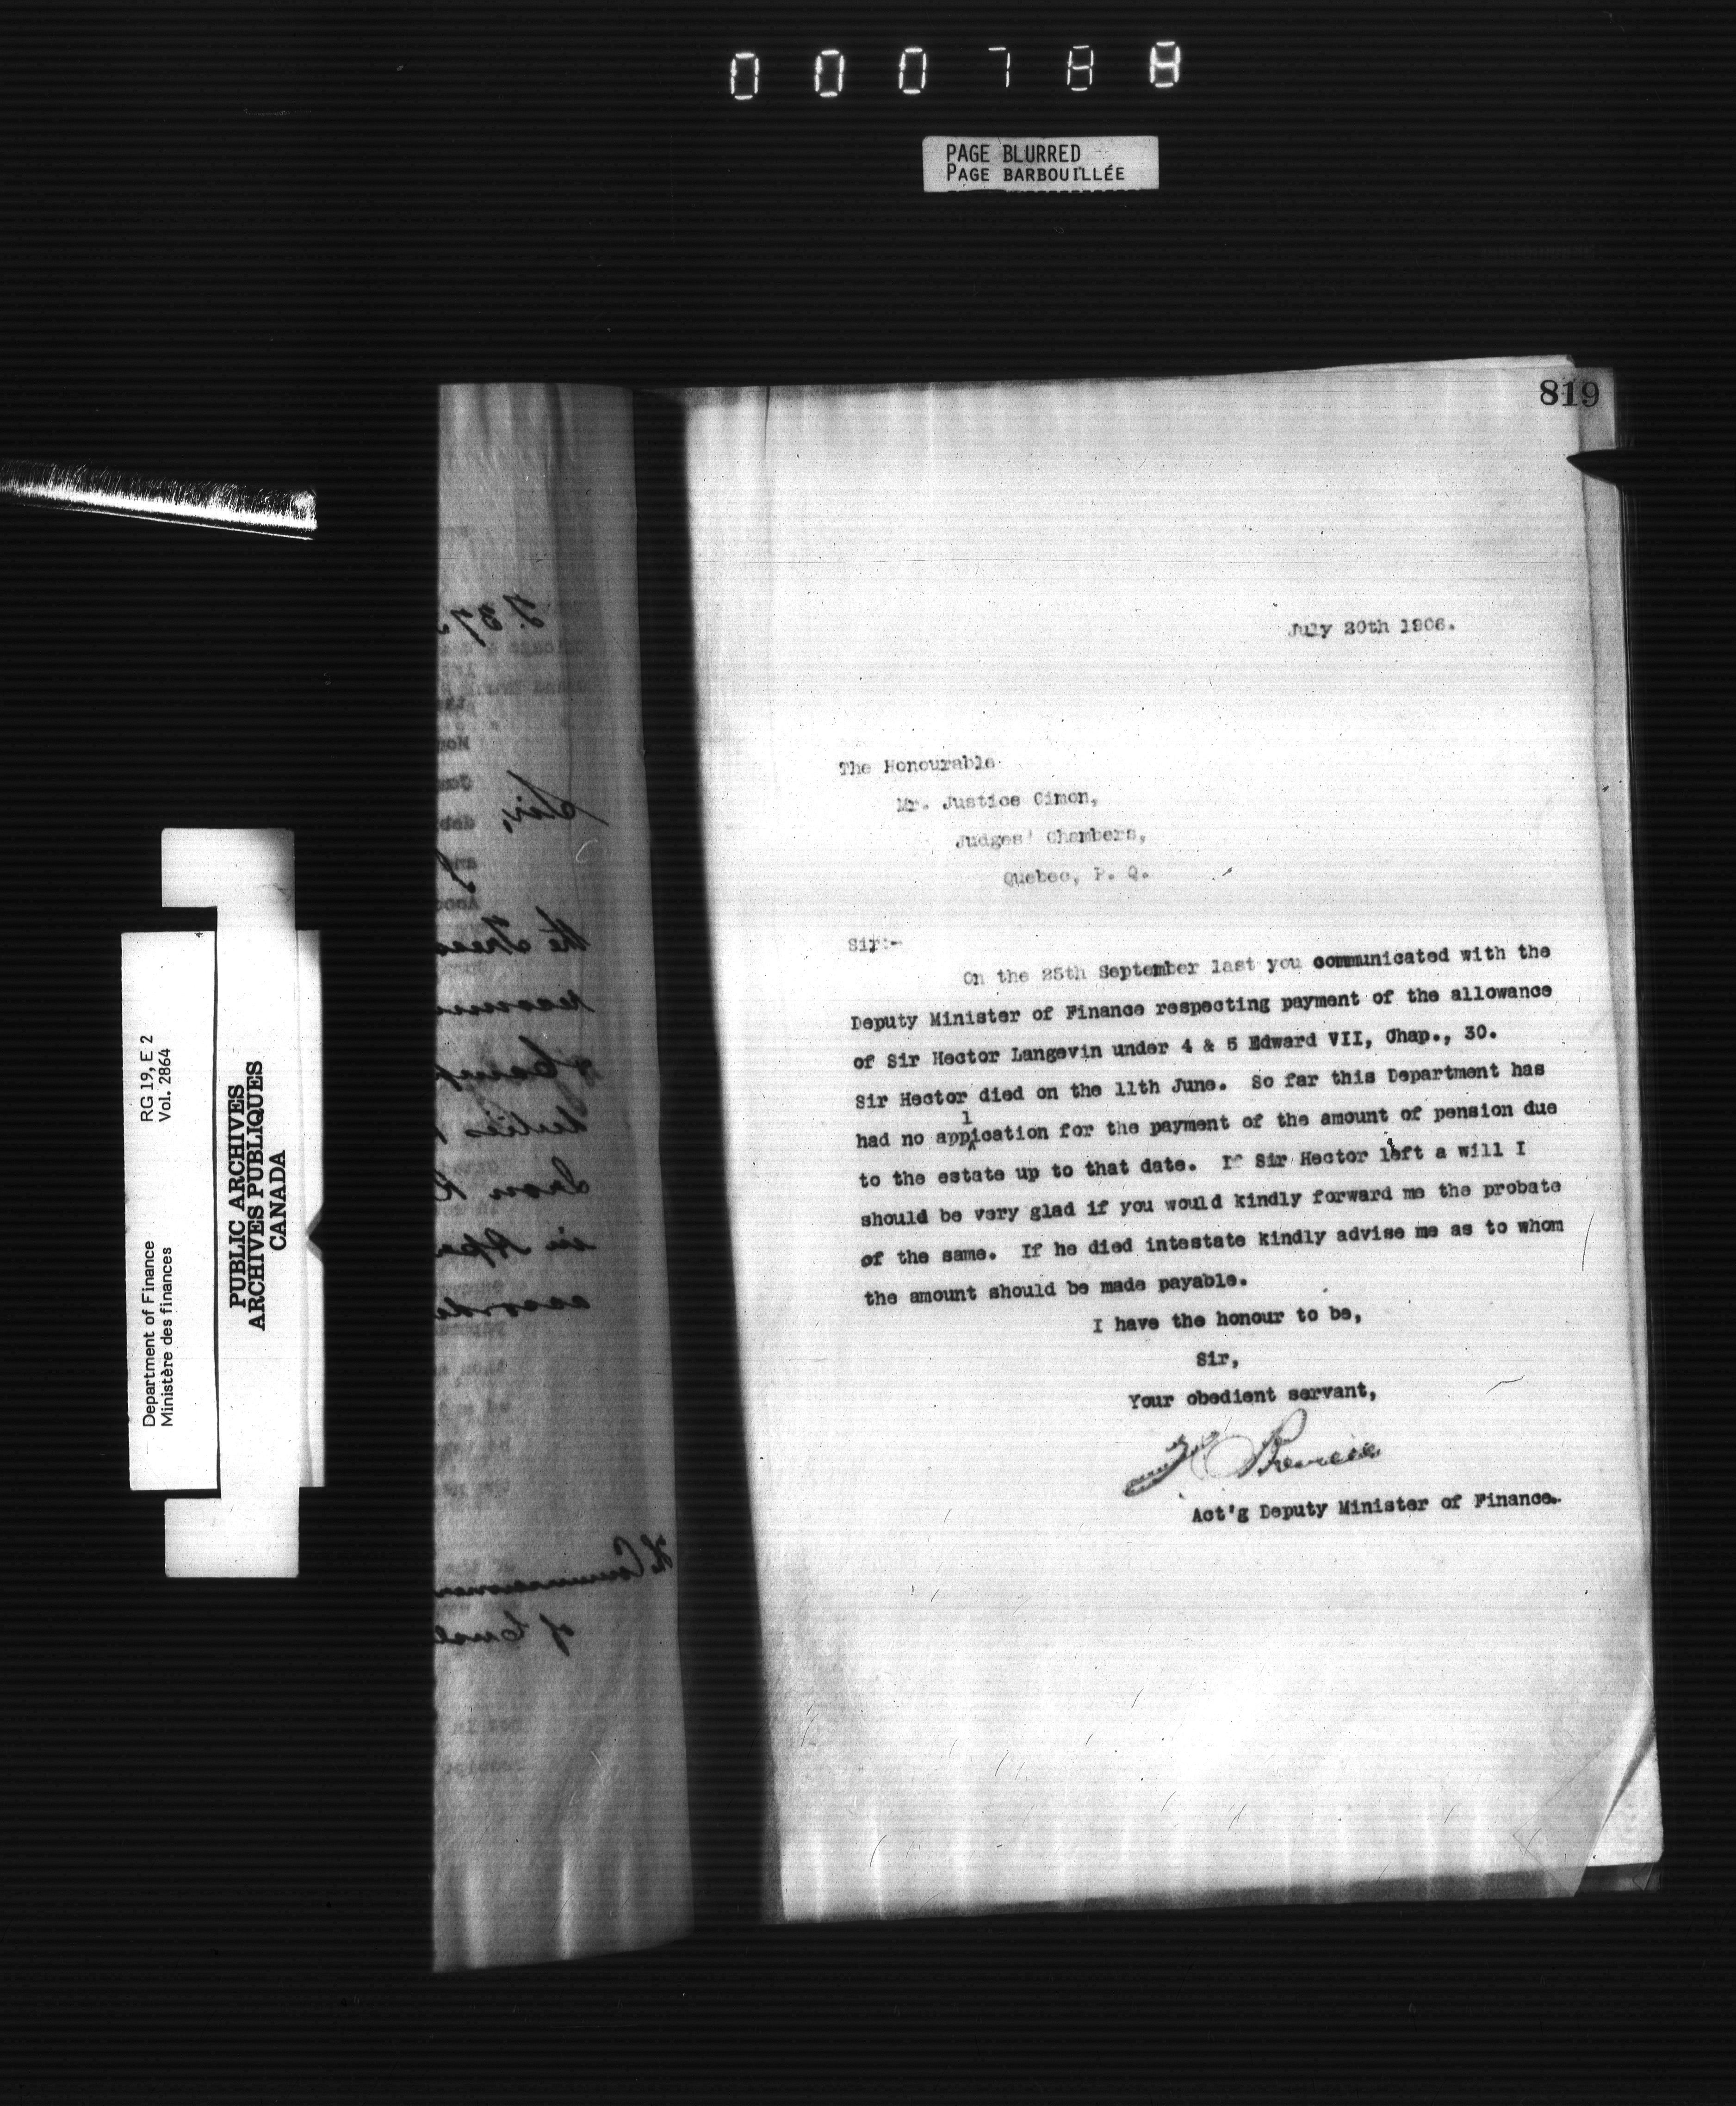 000788
PAGE BLURRED
PAGE BARBOUILLÉE
819
July 20th 1906.
The Honourable
Mr. Justice Cimon,
Judges' Chambers,
Quebec, P. Q.
Sir:-
On the 25th September last you communicated with the
Deputy Minister of Finance respecting payment of the allowance
of Sir Hector Langevin under 4 & 5 Edward VII, Chap., 30.
Sir Hector died on the 11th June. So far this Department has
had no application for the payment of the amount of pension due
to the estate up to that date. If Sir Hector left a will I
should be very glad if you would kindly forward me the probate
of the same. If he died intestate kindly advise me as to whom
the amount should be made payable.
I have the honour to be,
Sir,
Your obedient servant,
Act'g Deputy Minister of Finance.
Department of Finance RG 19, E 2
Ministère des finances Vol. 2864
PUBLIC ARCHIVES
ARCHIVES PUBLIQUES
CANADA
Sir,
the
of